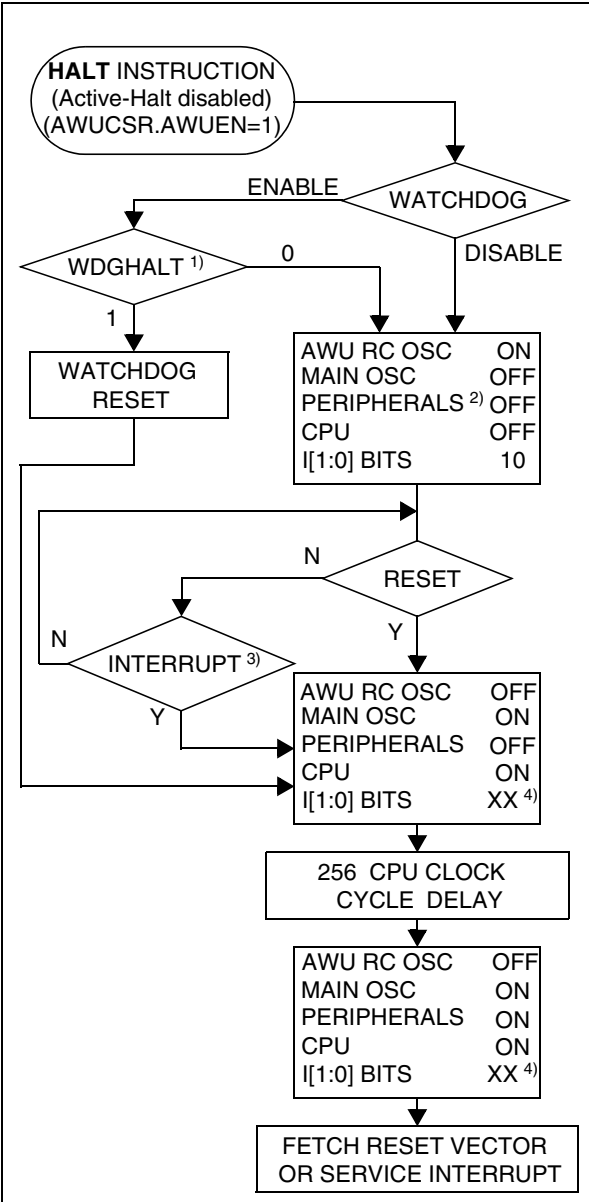 HALT INSTRUCTION
(Active-Halt disabled)
(AWUCSR.AWUEN=1)
ENABLE
WATCHDOG
WDGHALT 1)
0
DISABLE
1
WATCHDOG
RESET
AWU RC OSC ON
MAIN OSC OFF
PERIPHERALS 2) OFF
CPU OFF
I[1:0] BITS 10
N
RESET
Y
N
INTERRUPT 3)
Y
AWU RC OSC OFF
MAIN OSC ON
PERIPHERALS OFF
CPU ON
I[1:0] BITS XX 4)
256 CPU CLOCK
CYCLE DELAY
AWU RC OSC OFF
MAIN OSC ON
PERIPHERALS ON
CPU ON
I[1:0] BITS XX 4)
FETCH RESET VECTOR
OR SERVICE INTERRUPT